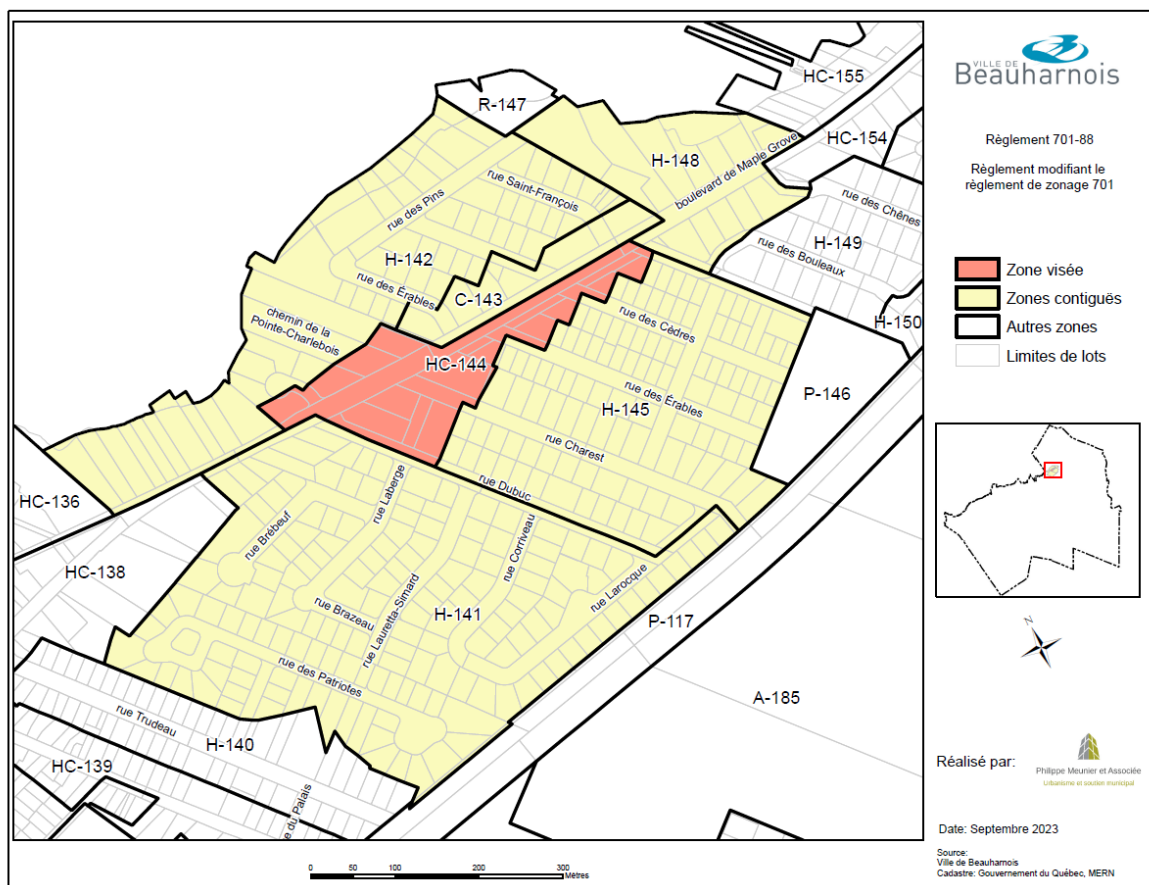 HC-155
R-147
HC-154
H-148
boulevard de Maple Grove
rue Saint-François
rue des Chênes
rue des Pins
H-149
rue des Bouleaux
H-142
rue des Érables
C-143
H-150
chemin de la
Pointe-Charlebois
rue des Cèdres
HC-144
P-146
rue des Érables
H-145
rue Charest
rue Dubuc
HC-136
rue Laberge
rue Brébeuf
rue Corriveau
HC-138
rue Larocque
rue Brazeau
rue Lauretta-Simard
H-141
P-117
rue des Patriotes
A-185
rue Trudeau
H-140
HC-139
e du Palais
0 50 100 200 300
Mètres
VILLE DE
Beauharnois
Règlement 701-88
Règlement modifiant le
règlement de zonage 701
Zone visée
Zones contiguës
Autres zones
Limites de lots
N
Réalisé par:
Philippe Meunier et Associée
Urbanisme et soution municipal
Date: Septembre 2023
Source:
Ville de Beauharnois
Cadastre: Gouvernement du Québec, MERN